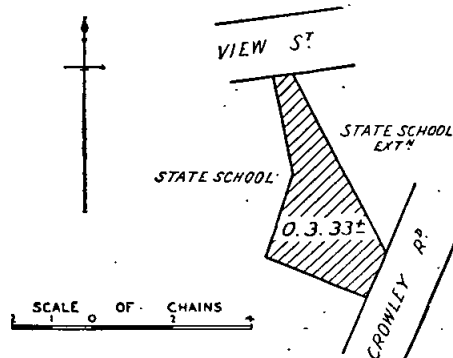 VIEW Sᵀ.
STATE SCHOOL
EXTᴺ
STATE SCHOOL
0. 3. 33±
CROWLEY Rᴰ
SCALE OF CHAINS
2 1 0 2 4